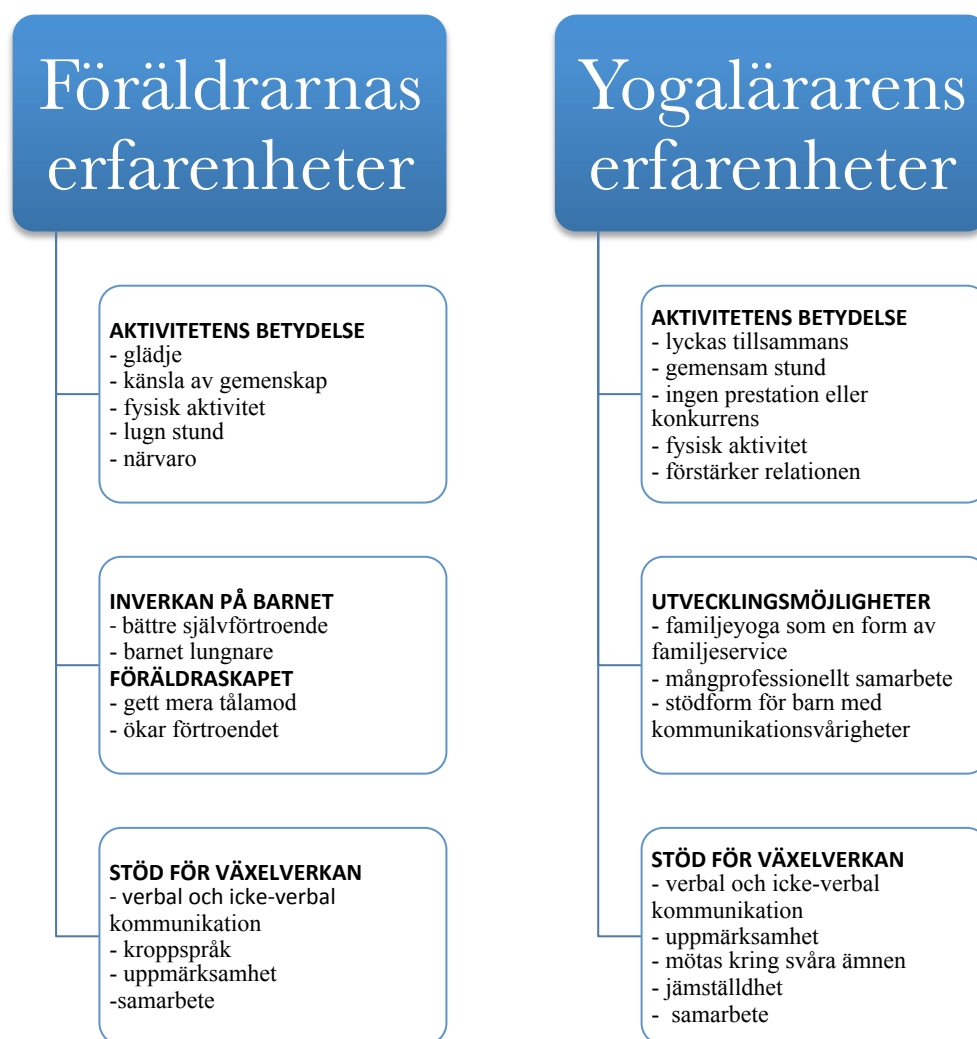 Föräldrarnas
erfarenheter
AKTIVITETENS BETYDELSE
- glädje
- känsla av gemenskap
- fysisk aktivitet
- lugn stund
- närvaro
INVERKAN PÅ BARNET
- bättre självförtroende
- barnet lungnare
FÖRÄLDRASKAPET
- gett mera tålamod
- ökar förtroendet
STÖD FÖR VÄXELVERKAN
- verbal och icke-verbal
kommunikation
- kroppspråk
- uppmärksamhet
-samarbete
Yogalärarens
erfarenheter
AKTIVITETENS BETYDELSE
- lyckas tillsammans
- gemensam stund
- ingen prestation eller
konkurrens
- fysisk aktivitet
- förstärker relationen
UTVECKLINGSMÖJLIGHETER
- familjeyoga som en form av
familjeservice
- mångprofessionellt samarbete
- stödform för barn med
kommunikationsvårigheter
STÖD FÖR VÄXELVERKAN
- verbal och icke-verbal
kommunikation
- uppmärksamhet
- mötas kring svåra ämnen
- jämställdhet
-  samarbete